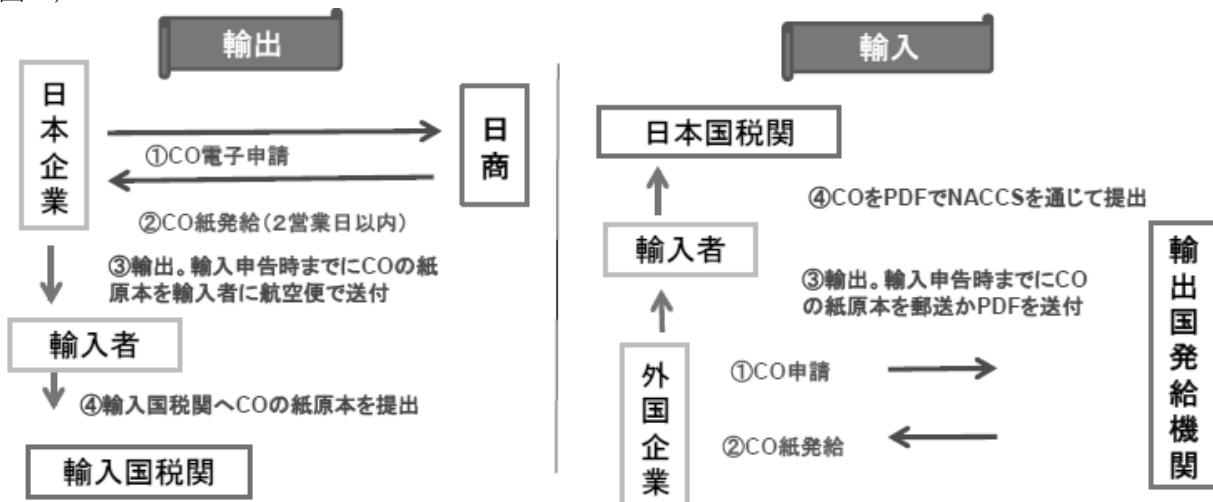 輸出
日本企業
日商
①CO電子申請
②CO紙発給(2営業日以内)
③輸出。輸入申告時までにCOの紙
原本を輸入者に航空便で送付
輸入者
④輸入国税関へCOの紙原本を提出
輸入国税関
輸入
日本国税関
④COをPDFでNACCSを通じて提出
輸入者
③輸出。輸入申告時までにCO
の紙原本を郵送かPDFを送付
外国企業
①CO申請
②CO紙発給
輸出国発給機関